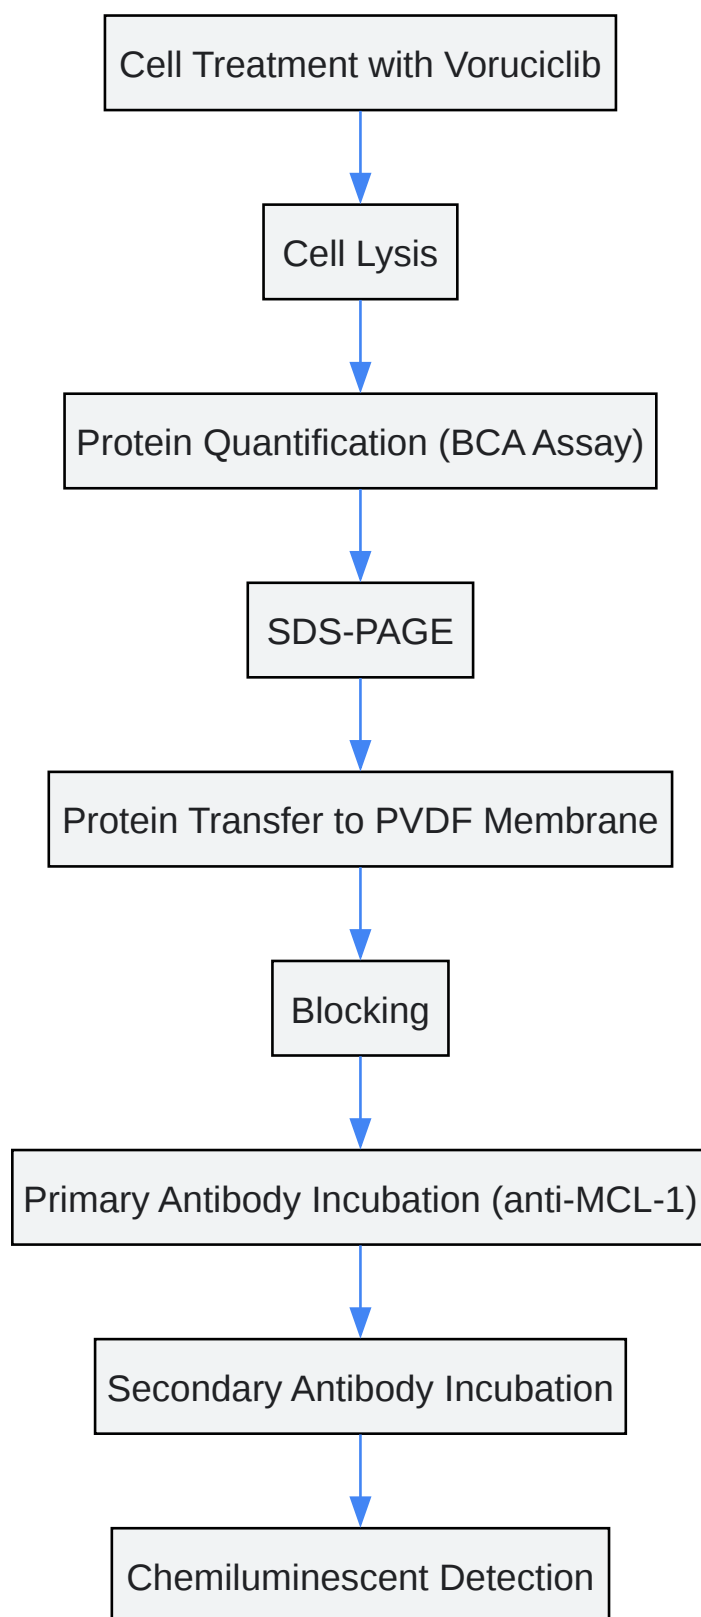 Cell Treatment with Voruciclib
Cell Lysis
Protein Quantification (BCA Assay)
SDS-PAGE
Protein Transfer to PVDF Membrane
Blocking
Primary Antibody Incubation (anti-MCL-1)
Secondary Antibody Incubation
Chemiluminescent Detection